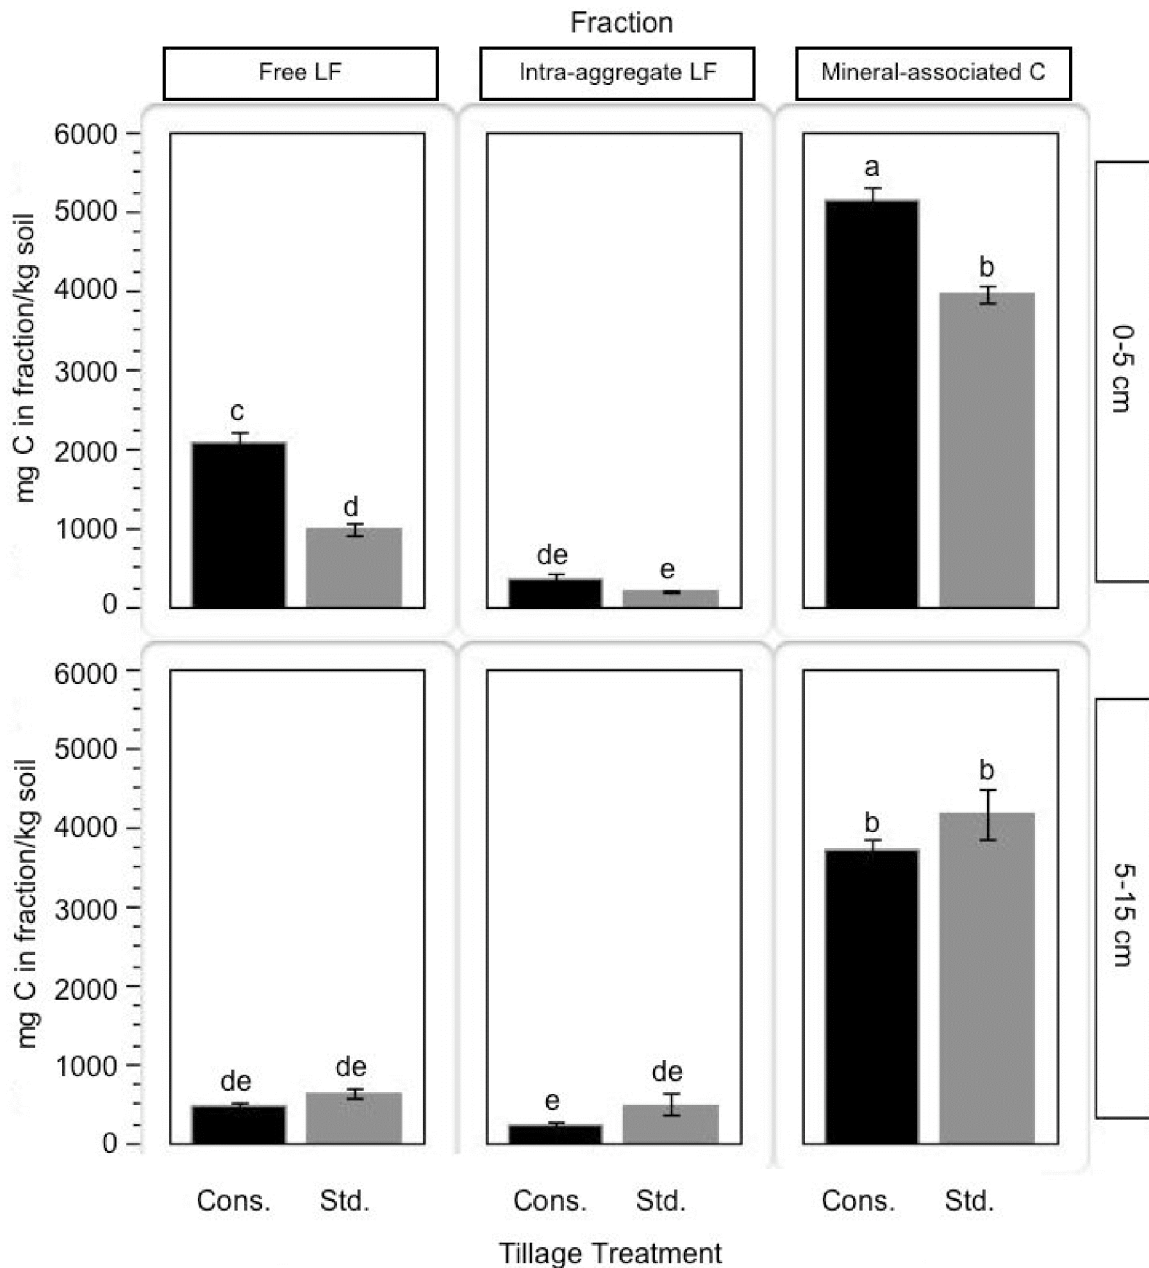 Fraction
Free LF
Intra-aggregate LF
Mineral-associated C
6000
5000
4000
3000
2000
1000
0
mg C in fraction/kg soil
c
d
de
e
a
b
0-5 cm
6000
5000
4000
3000
2000
1000
0
mg C in fraction/kg soil
de
de
e
de
b
b
5-15 cm
Cons. Std.
Cons. Std.
Cons. Std.
Tillage Treatment